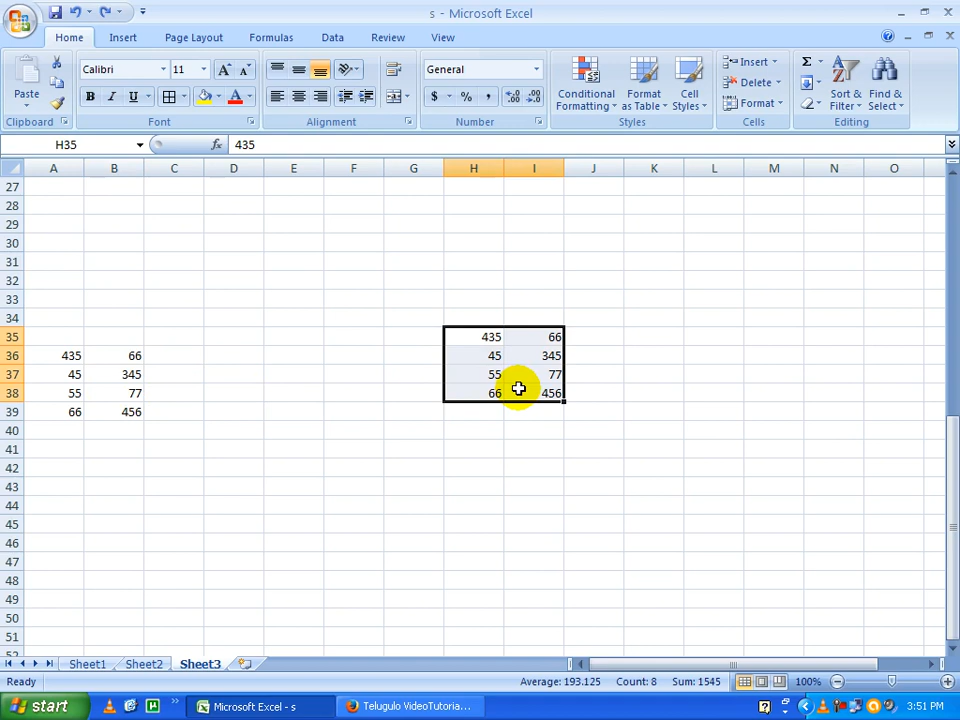 s - Microsoft Excel
Home Insert Page Layout Formulas Data Review View
Paste
Clipboard
Calibri 11
B I U
Font
Alignment
General
$ % ,
Number
Conditional Formatting
Format as Table
Cell Styles
Styles
Insert
Delete
Format
Cells
Sort & Filter
Find & Select
Editing
H35 fx 435
A B C D E F G H I J K L M N O
27
28
29
30
31
32
33
34
35 435 66
36 435 66 45 345
37 45 345 55 77
38 55 77 66 456
39 66 456
40
41
42
43
44
45
46
47
48
49
50
51
52
Sheet1 Sheet2 Sheet3
Ready Average: 193.125 Count: 8 Sum: 1545 100%
start Microsoft Excel - s Telugulo VideoTutoria... 3:51 PM